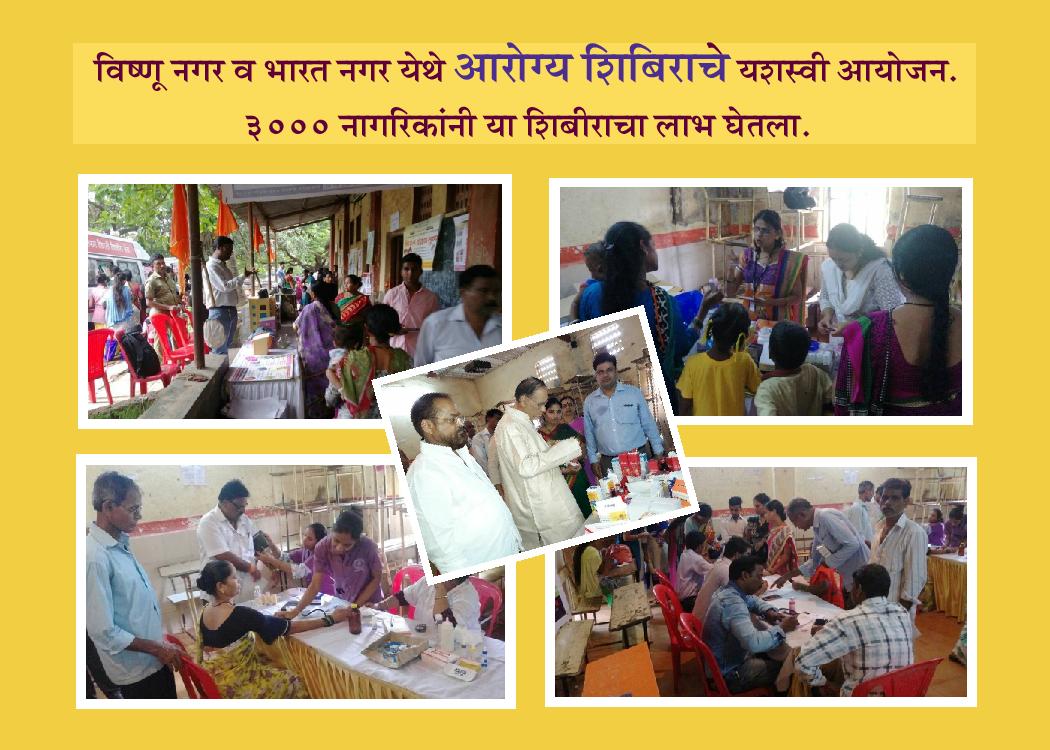 विष्णू नगर व भारत नगर येथे आरोग्य शिबिराचे यशस्वी आयोजन.
३००० नागरिकांनी या शिबीराचा लाभ घेतला.